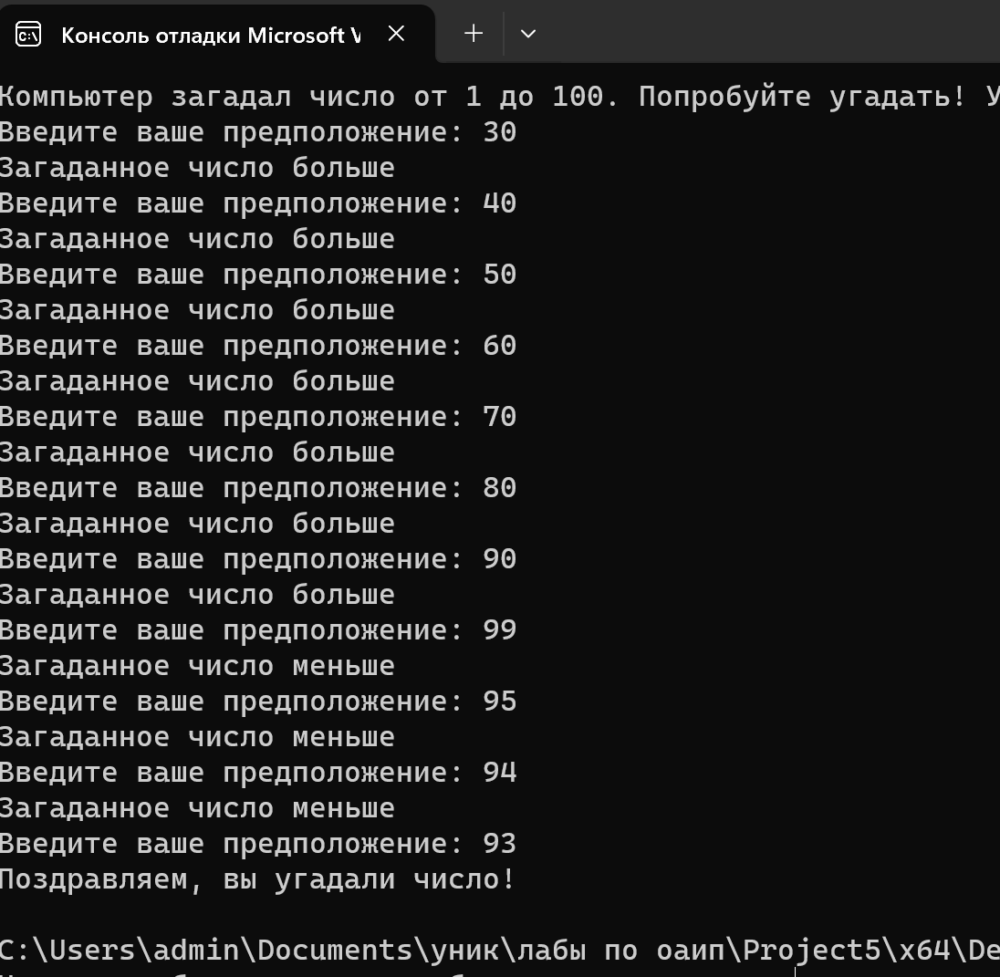 Консоль отладки Microsoft V
Компьютер загадал число от 1 до 100. Попробуйте угадать! У
Введите ваше предположение: 30
Загаданное число больше
Введите ваше предположение: 40
Загаданное число больше
Введите ваше предположение: 50
Загаданное число больше
Введите ваше предположение: 60
Загаданное число больше
Введите ваше предположение: 70
Загаданное число больше
Введите ваше предположение: 80
Загаданное число больше
Введите ваше предположение: 90
Загаданное число больше
Введите ваше предположение: 99
Загаданное число меньше
Введите ваше предположение: 95
Загаданное число меньше
Введите ваше предположение: 94
Загаданное число меньше
Введите ваше предположение: 93
Поздравляем, вы угадали число!
C:\Users\admin\Documents\уник\лабы по оаип\Project5\x64\De